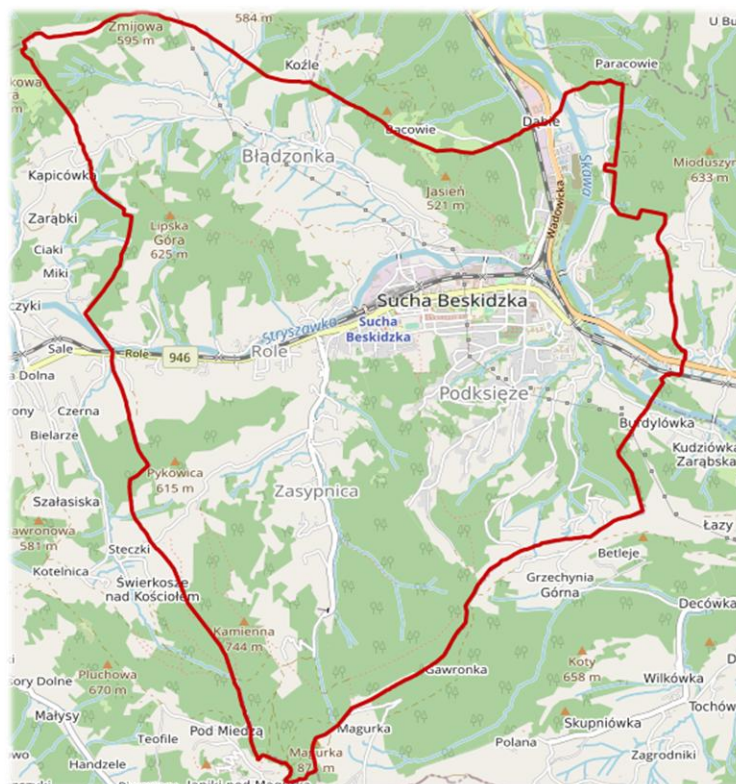 584 m
U Bu
Żmijowa
595 m
Koźle
Paracowie
Bacowie
Dąbie
Błądzonka
Skawa
Mioduszyn
633 m
Kapicówka
Jasień
521 m
Wadowicka
Zarąbki
Lipska
Góra
625 m
Ciaki
Miki
Sucha Beskidzka
Stryszawka
Sucha
Beskidzka
Sale
Role
946
Role
a Dolna
Podksięże
Czerna
Bielarze
Burdylówka
Kudziówka
Zarąbska
Pykowica
615 m
Zasypnica
Szałasiska
581 m
Łazy
Steczki
Betleje
Kotelnica
Świerkosze
nad Kościołem
Grzechynia
Górna
Decówka
Kamienna
744 m
Pluchowa
670 m
Gawronka
Koty
658 m
Wilkówka
sory Dolne
Małysy
Skupniówka
Pod Miedzą
Magurka
Teofile
Polana
Magurka
Handzele
Zagrodniki